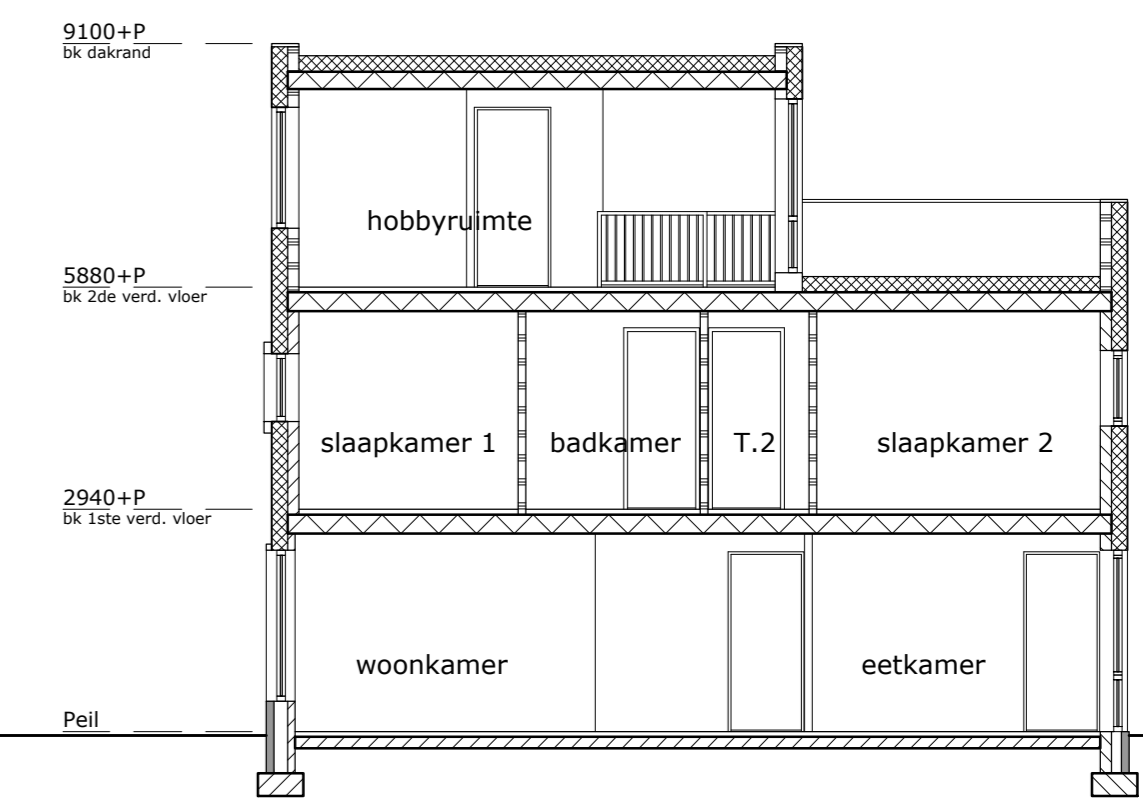 9100+P
bk dakrand
hobbyruimte
5880+P
bk 2de verd. vloer
slaapkamer 1
badkamer
T.2
slaapkamer 2
2940+P
bk 1ste verd. vloer
woonkamer
eetkamer
Peil